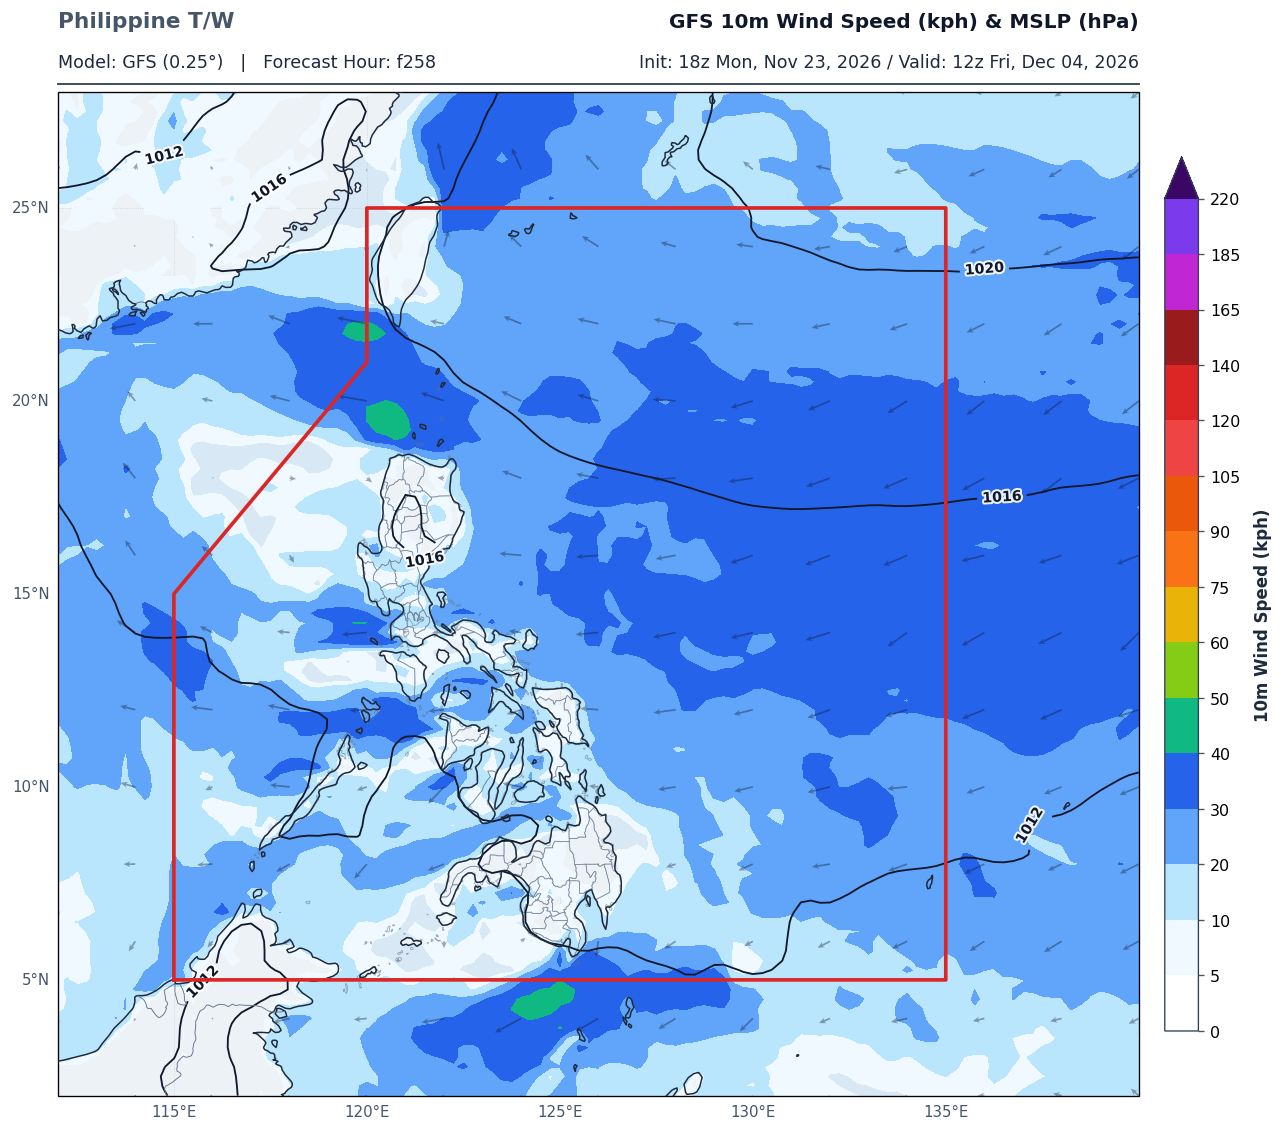 Philippine T/W
GFS 10m Wind Speed (kph) & MSLP (hPa)
Model: GFS (0.25°)   |   Forecast Hour: f258
Init: 18z Mon, Nov 23, 2026 / Valid: 12z Fri, Dec 04, 2026
1012
1016
25°N
1020
20°N
1016
1016
15°N
10°N
1012
5°N
1012
115°E
120°E
125°E
130°E
135°E
220
185
165
140
120
105
90
75
60
50
40
30
20
10
5
0
10m Wind Speed (kph)